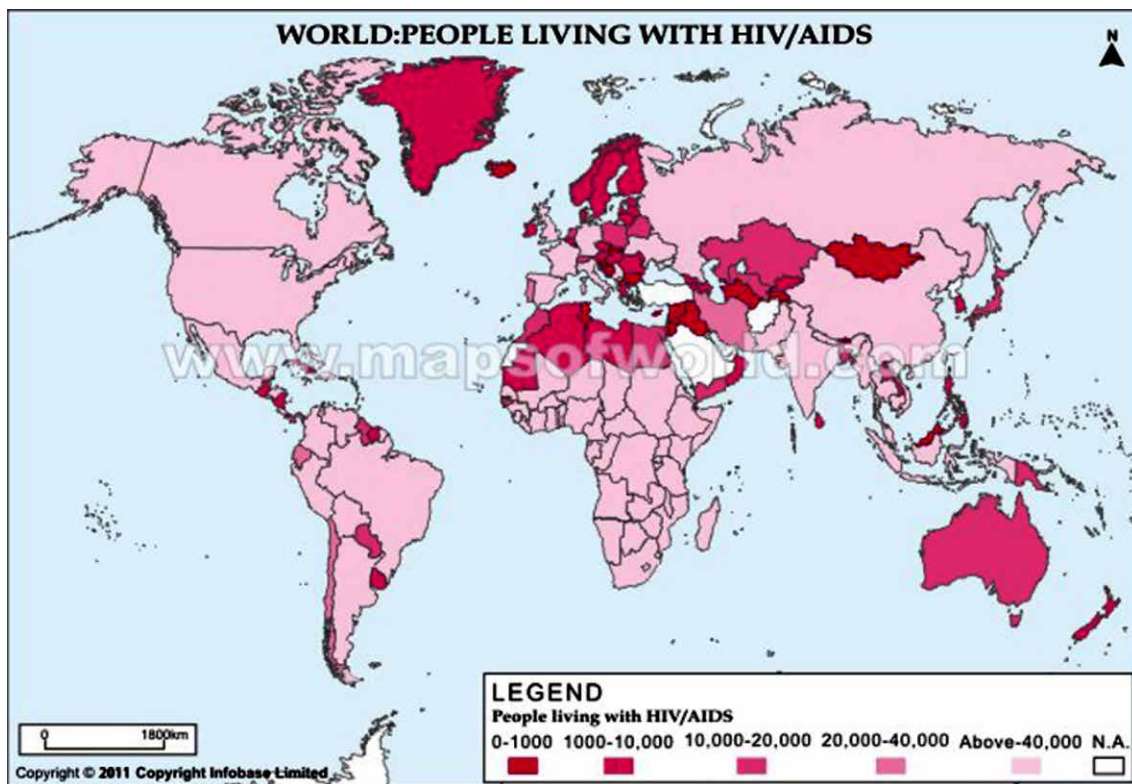 WORLD:PEOPLE LIVING WITH HIV/AIDS
N
www.mapsofworld.com
LEGEND
People living with HIV/AIDS
0-1000 1000-10,000 10,000-20,000 20,000-40,000 Above-40,000 N.A.
0 1800km
Copyright © 2011 Copyright Infobase Limited